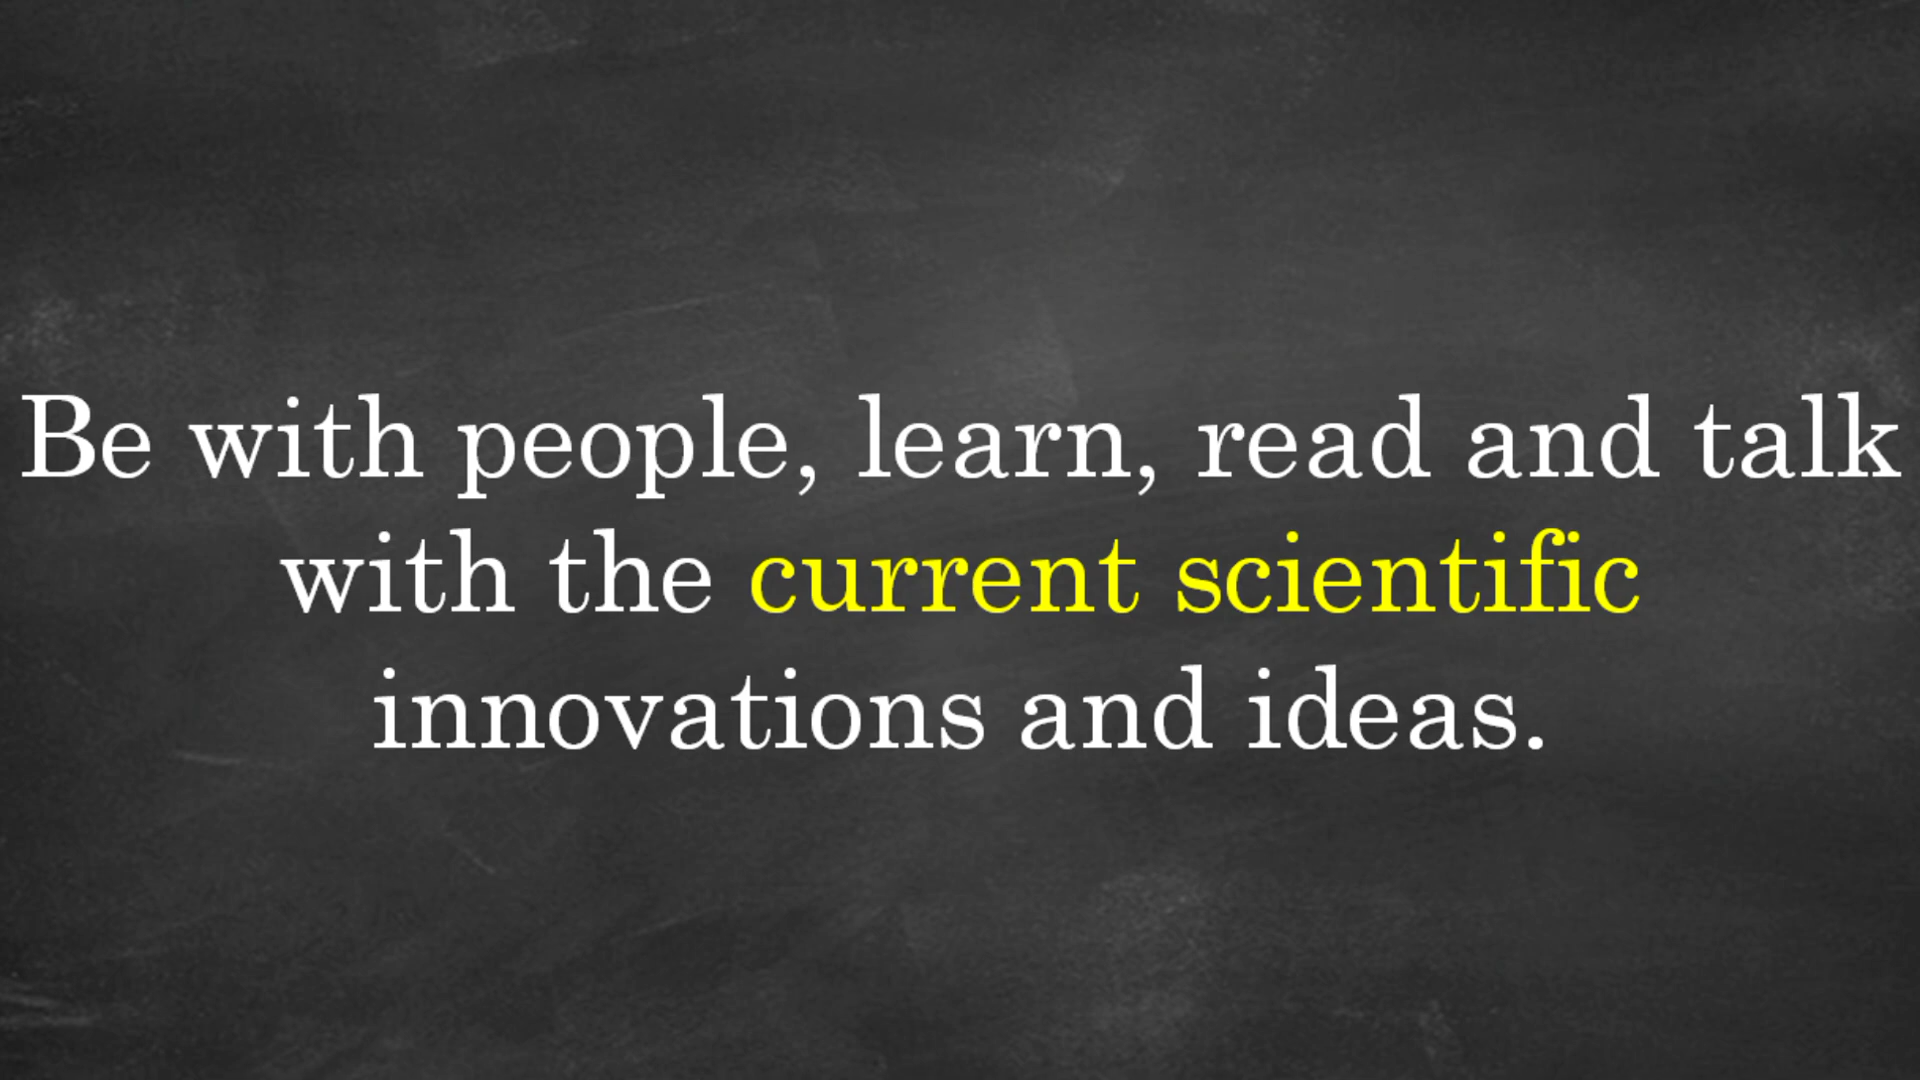 Be with people, learn, read and talk
with the current scientific
innovations and ideas.